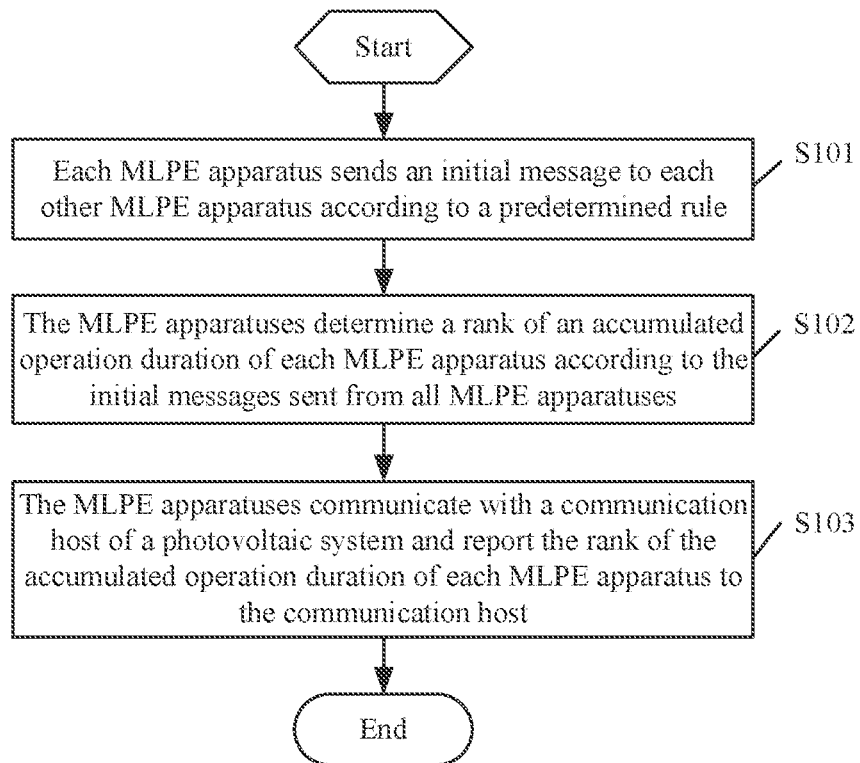 Start
Each MLPE apparatus sends an initial message to each
other MLPE apparatus according to a predetermined rule
S101
The MLPE apparatuses determine a rank of an accumulated
operation duration of each MLPE apparatus according to the
initial messages sent from all MLPE apparatuses
S102
The MLPE apparatuses communicate with a communication
host of a photovoltaic system and report the rank of the
accumulated operation duration of each MLPE apparatus to
the communication host
S103
End